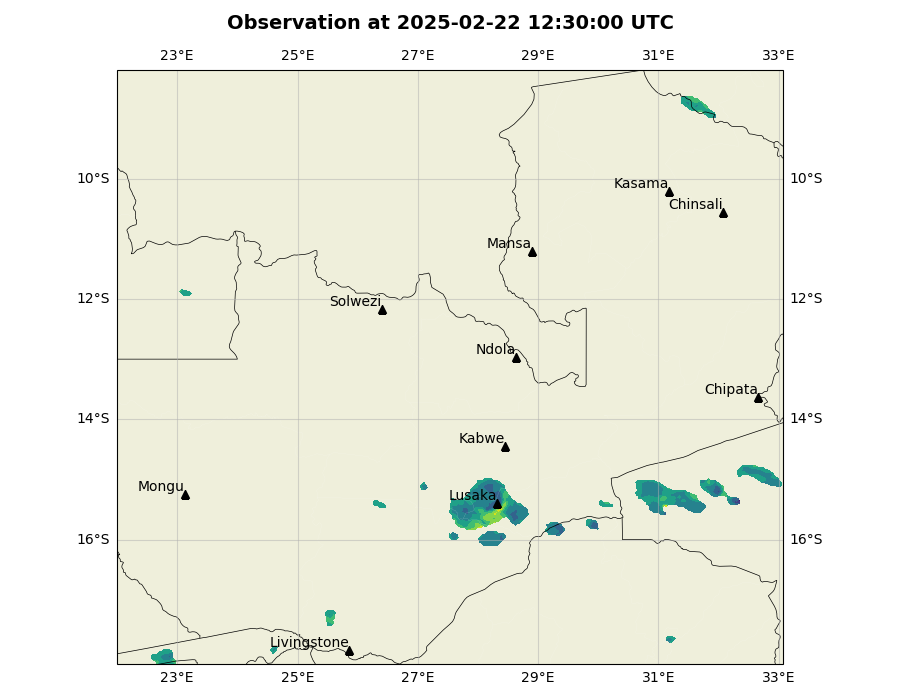 Observation at 2025-02-22 12:30:00 UTC
23°E 25°E 27°E 29°E 31°E 33°E
10°S 10°S
Kasama
Chinsali
Mansa
12°S 12°S
Solwezi
Ndola
Chipata
14°S 14°S
Kabwe
Mongu
Lusaka
16°S 16°S
Livingstone
23°E 25°E 27°E 29°E 31°E 33°E